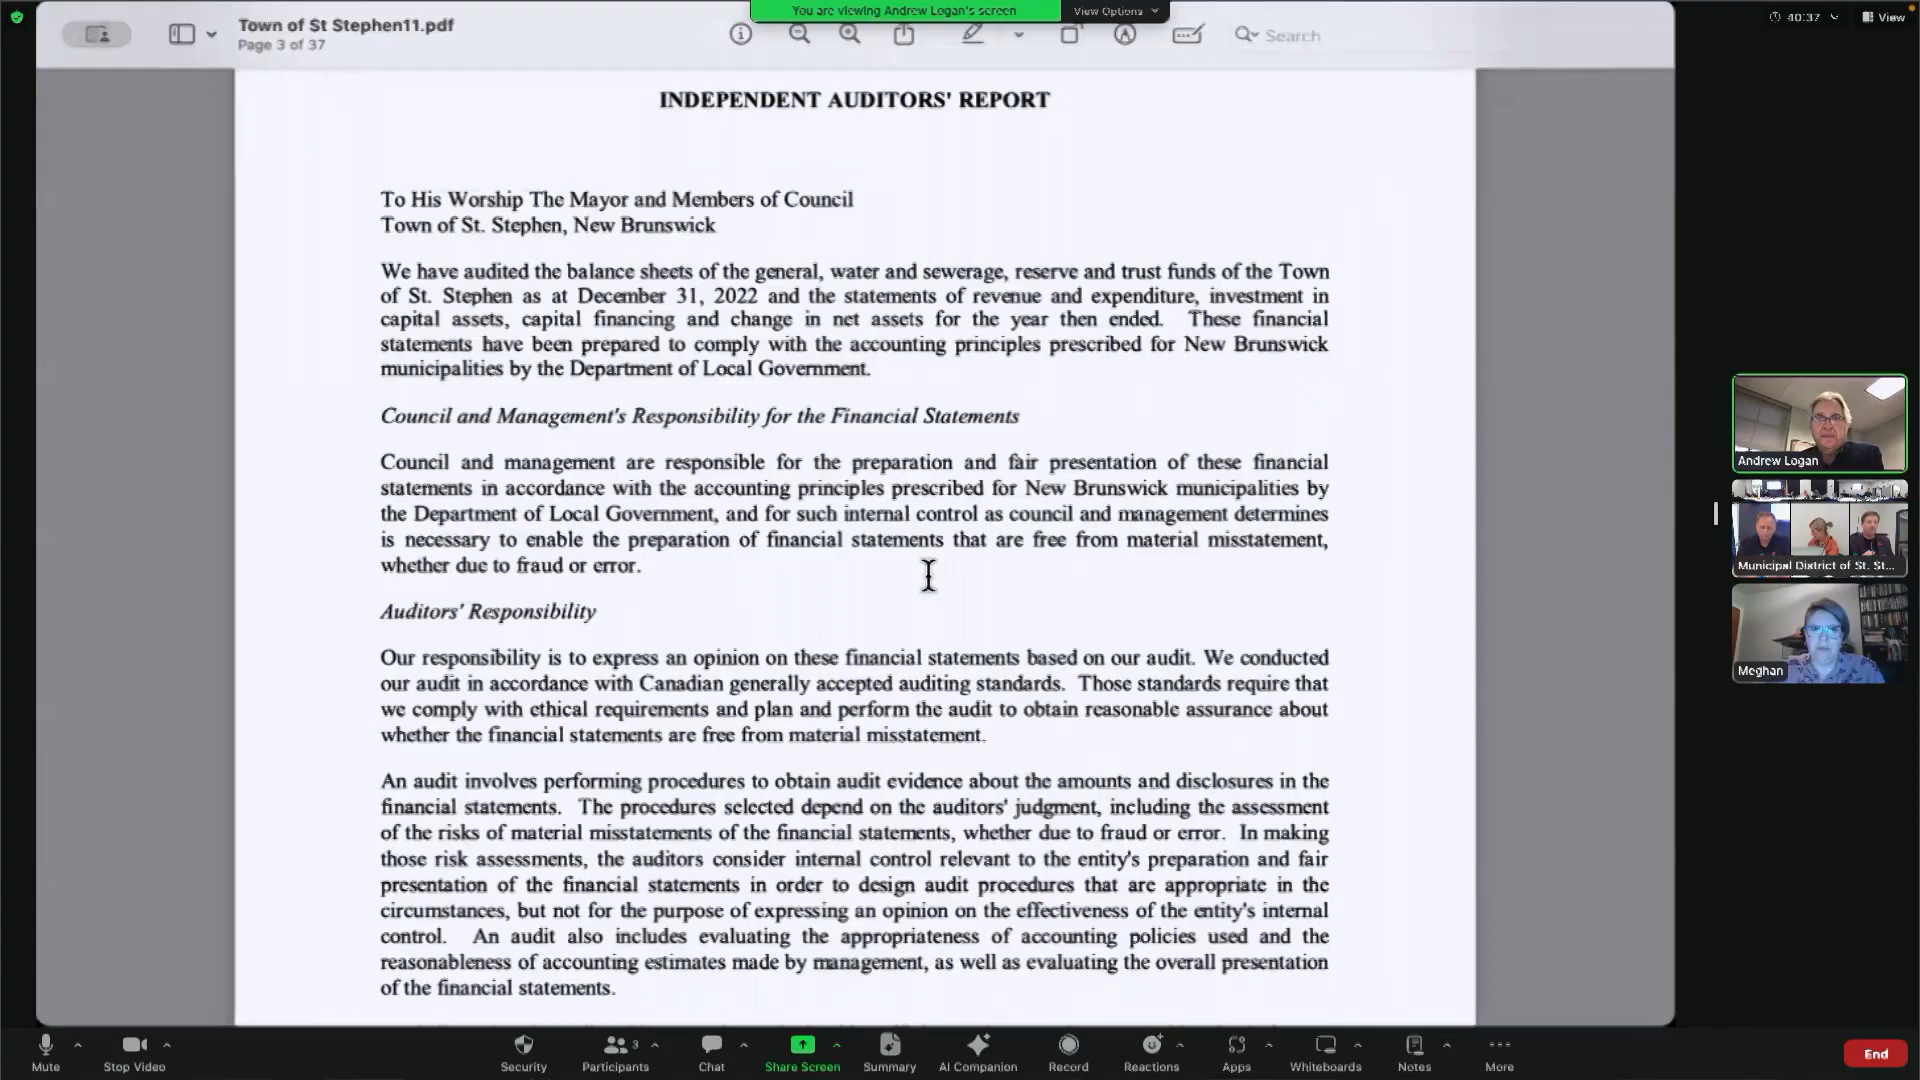 You are viewing Andrew Logan's screen
View Options
40:37
View
Town of St Stephen11.pdf
Page 3 of 37
Search
INDEPENDENT AUDITORS' REPORT
To His Worship The Mayor and Members of Council
Town of St. Stephen, New Brunswick
We have audited the balance sheets of the general, water and sewerage, reserve and trust funds of the Town
of St. Stephen as at December 31, 2022 and the statements of revenue and expenditure, investment in
capital assets, capital financing and change in net assets for the year then ended. These financial
statements have been prepared to comply with the accounting principles prescribed for New Brunswick
municipalities by the Department of Local Government.
Council and Management's Responsibility for the Financial Statements
Council and management are responsible for the preparation and fair presentation of these financial
statements in accordance with the accounting principles prescribed for New Brunswick municipalities by
the Department of Local Government, and for such internal control as council and management determines
is necessary to enable the preparation of financial statements that are free from material misstatement,
whether due to fraud or error.
Auditors' Responsibility
Our responsibility is to express an opinion on these financial statements based on our audit. We conducted
our audit in accordance with Canadian generally accepted auditing standards. Those standards require that
we comply with ethical requirements and plan and perform the audit to obtain reasonable assurance about
whether the financial statements are free from material misstatement.
An audit involves performing procedures to obtain audit evidence about the amounts and disclosures in the
financial statements. The procedures selected depend on the auditors' judgment, including the assessment
of the risks of material misstatements of the financial statements, whether due to fraud or error. In making
those risk assessments, the auditors consider internal control relevant to the entity's preparation and fair
presentation of the financial statements in order to design audit procedures that are appropriate in the
circumstances, but not for the purpose of expressing an opinion on the effectiveness of the entity's internal
control. An audit also includes evaluating the appropriateness of accounting policies used and the
reasonableness of accounting estimates made by management, as well as evaluating the overall presentation
of the financial statements.
Andrew Logan
Municipal District of St. St...
Meghan
Mute
Stop Video
Security
3
Participants
Chat
Share Screen
Summary
AI Companion
Record
Reactions
Apps
Whiteboards
Notes
More
End